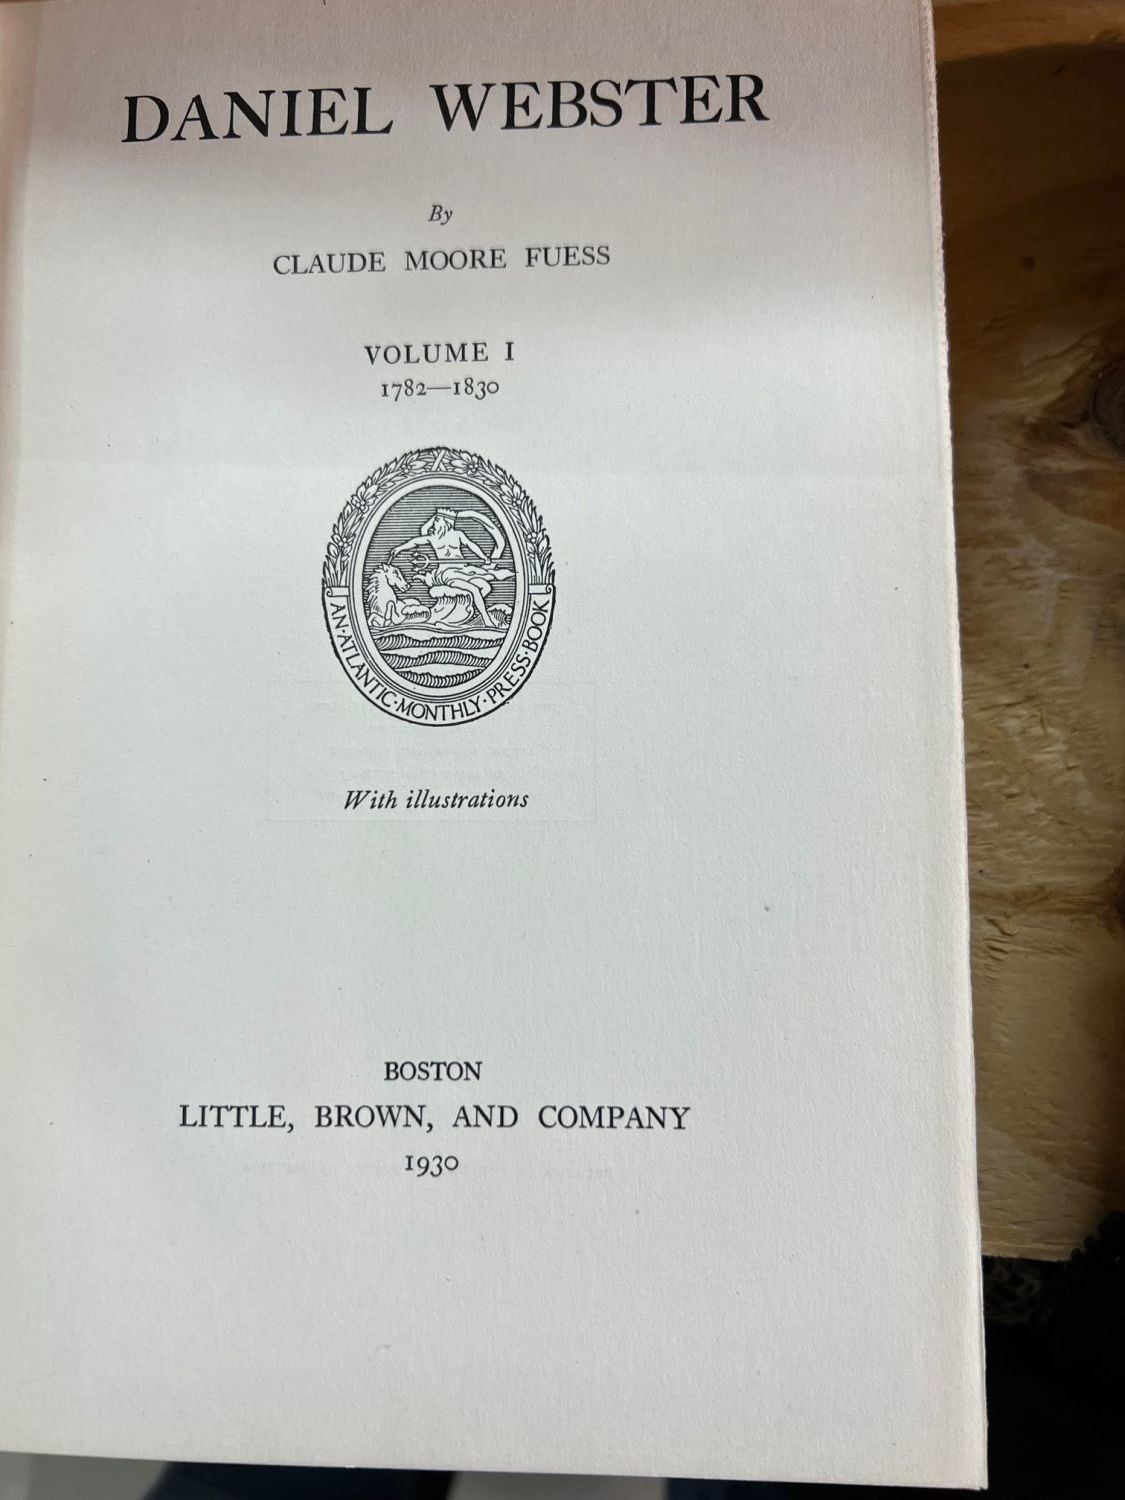 DANIEL WEBSTER
By
CLAUDE MOORE FUESS
VOLUME I
1782—1830
AN·ATLANTIC·MONTHLY·PRESS·BOOK
With illustrations
BOSTON
LITTLE, BROWN, AND COMPANY
1930